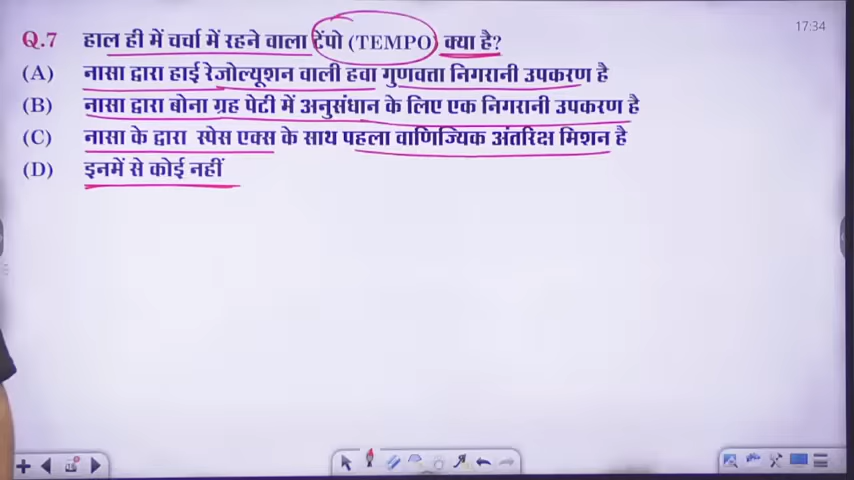 17:34
Q.7 हाल ही में चर्चा में रहने वाला टेंपो (TEMPO) क्या है?
(A) नासा द्वारा हाई रेजोल्यूशन वाली हवा गुणवत्ता निगरानी उपकरण है
(B) नासा द्वारा बोना ग्रह पेटी में अनुसंधान के लिए एक निगरानी उपकरण है
(C) नासा के द्वारा स्पेस एक्स के साथ पहला वाणिज्यिक अंतरिक्ष मिशन है
(D) इनमें से कोई नहीं